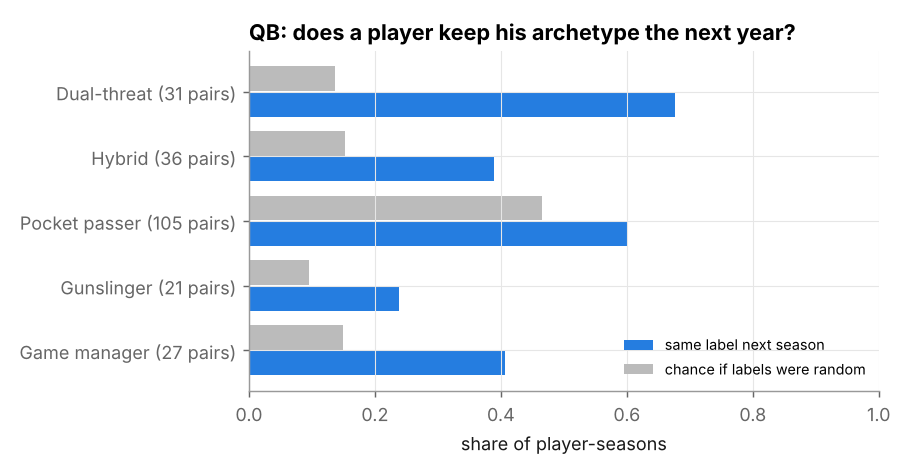 QB: does a player keep his archetype the next year?
Dual-threat (31 pairs)
Hybrid (36 pairs)
Pocket passer (105 pairs)
Gunslinger (21 pairs)
Game manager (27 pairs)
same label next season
chance if labels were random
0.0 0.2 0.4 0.6 0.8 1.0
share of player-seasons